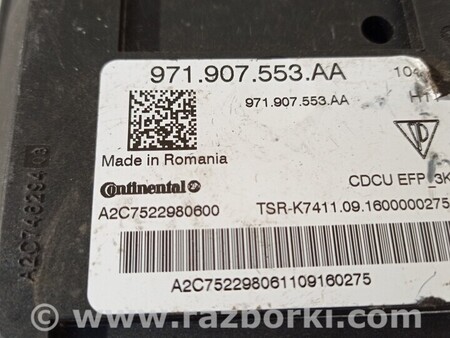 971.907.553.AA 104
971.907.553.AA H1
Made in Romania
Continental CDCU EFP_3K
A2C7522980600 TSR-K7411.09.1600000275
A2C752298061109160275
A2C74629403
www.razborki.com